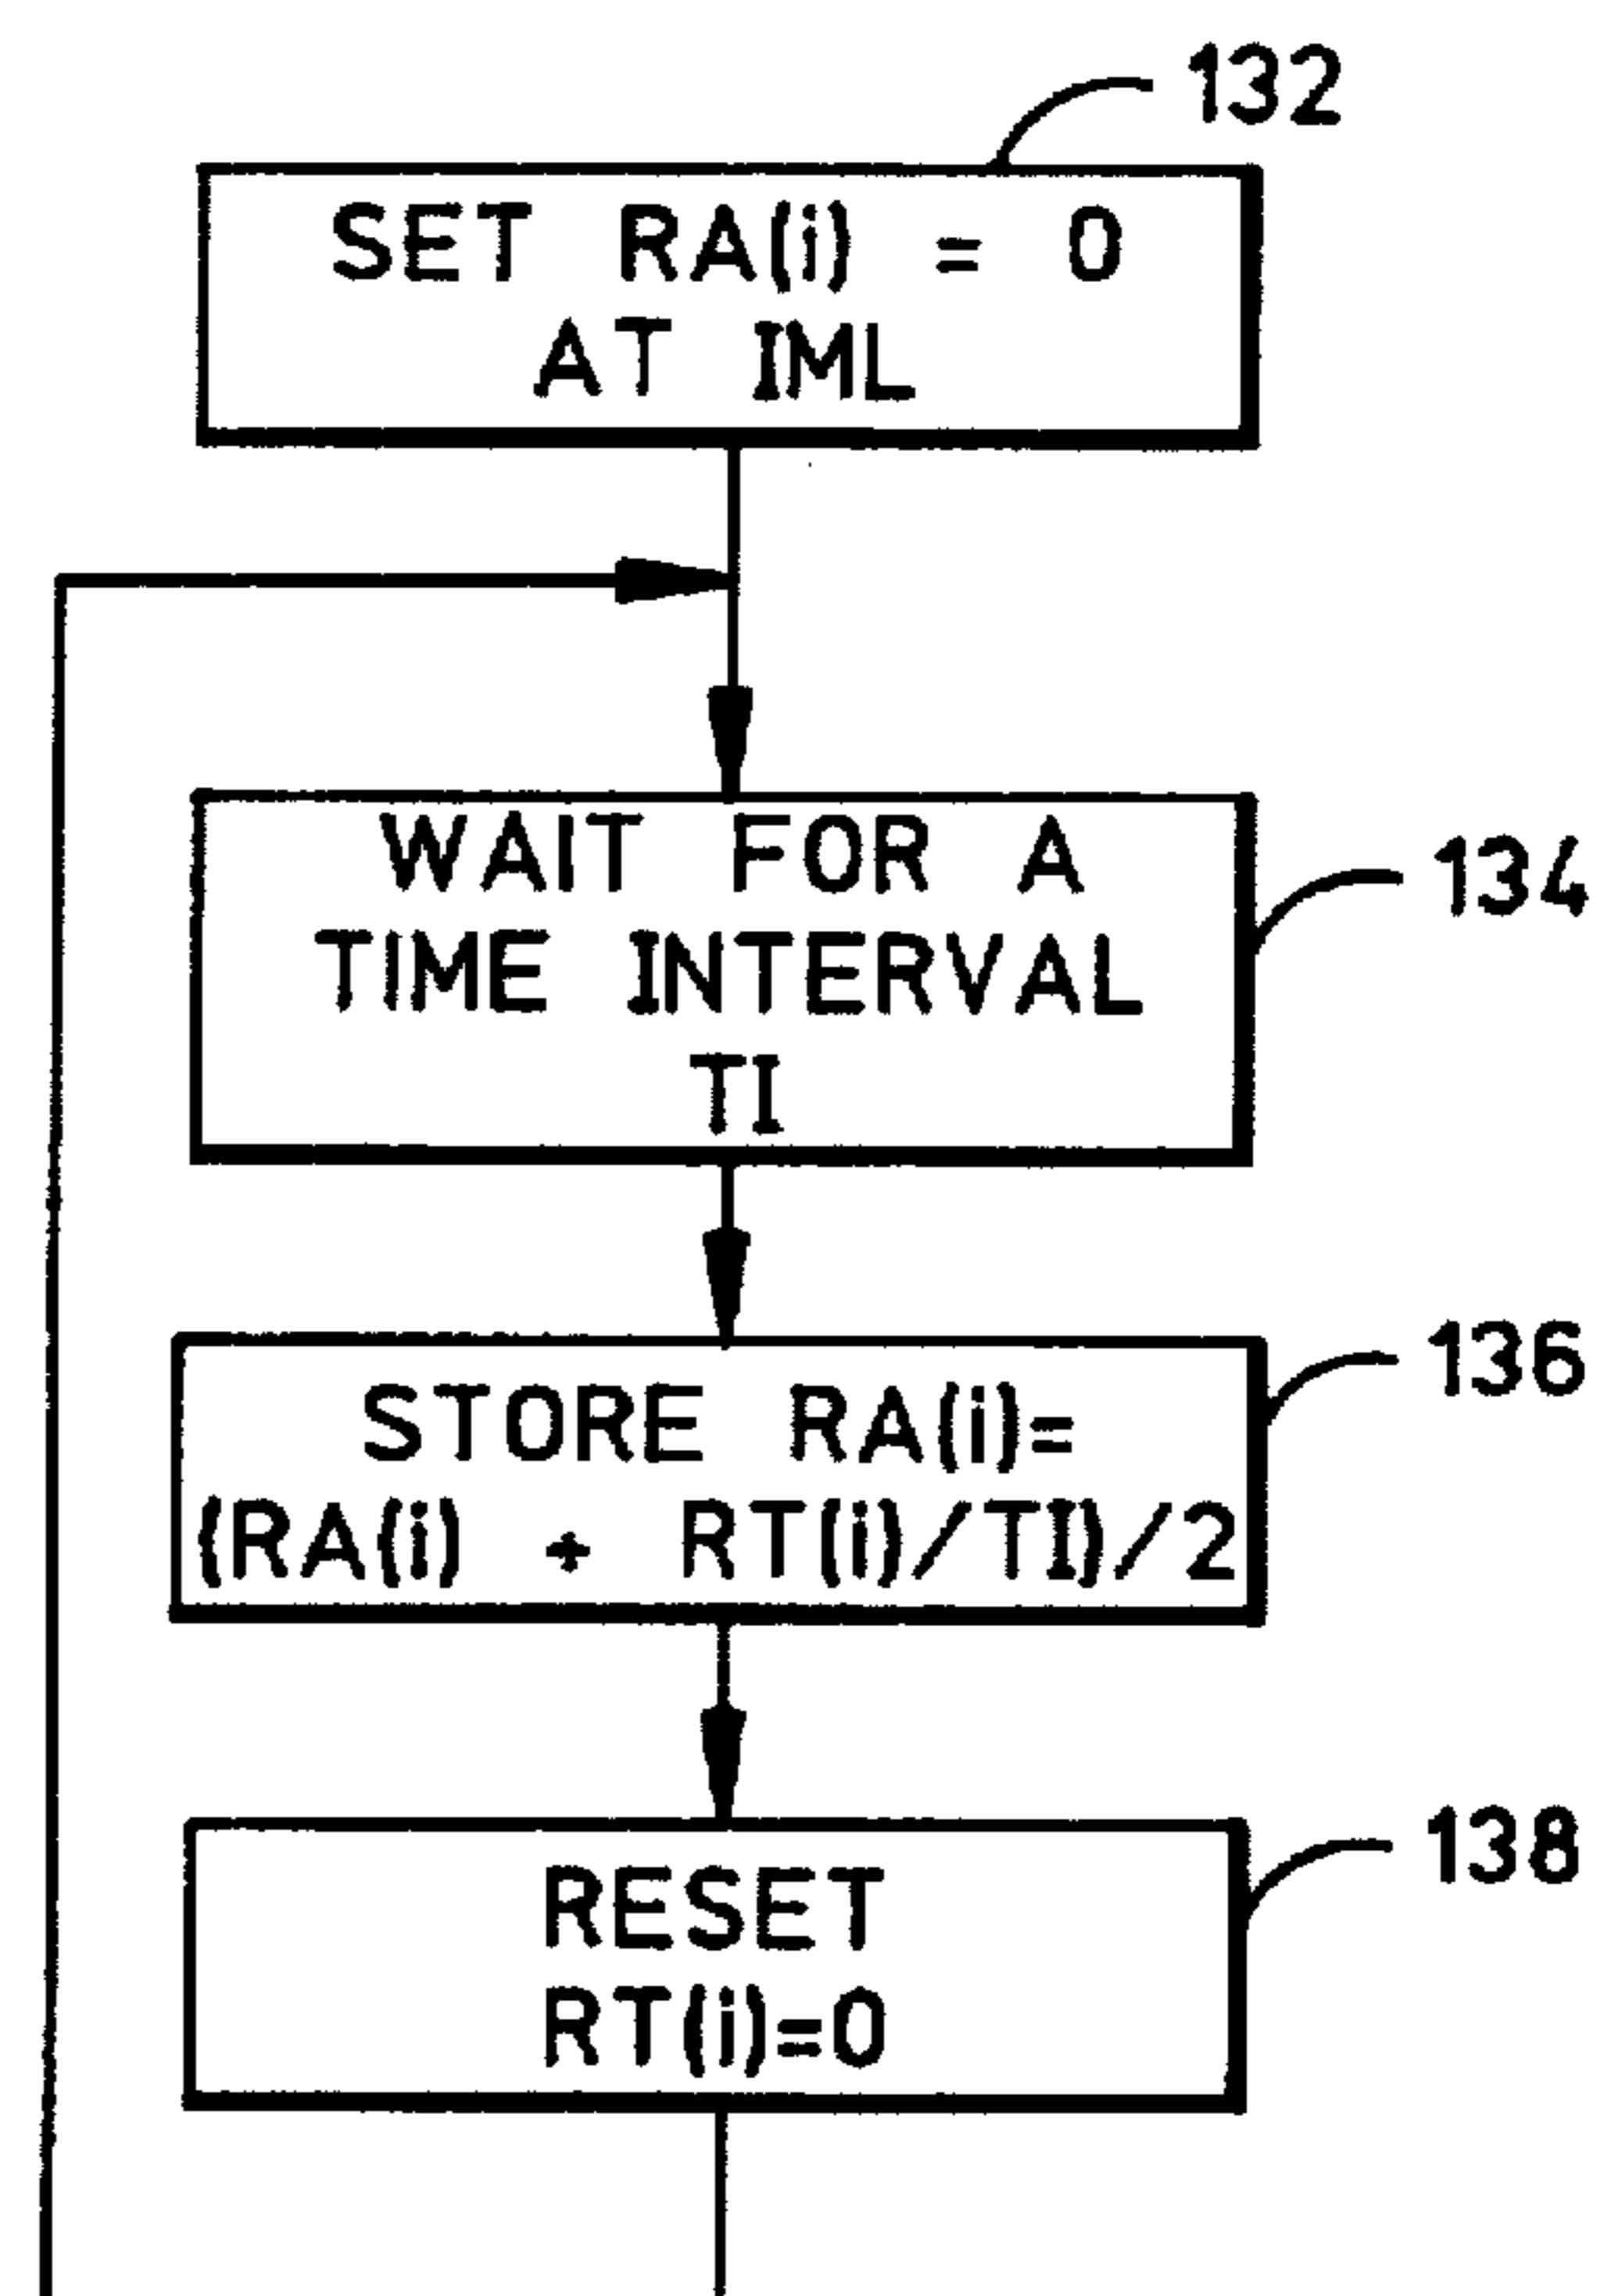 132
SET RA(i) = 0
AT IML
WAIT FOR A
TIME INTERVAL
TI
134
STORE RA(i)=
(RA(i) + RT(i)/TI)/2
136
RESET
RT(i)=0
138